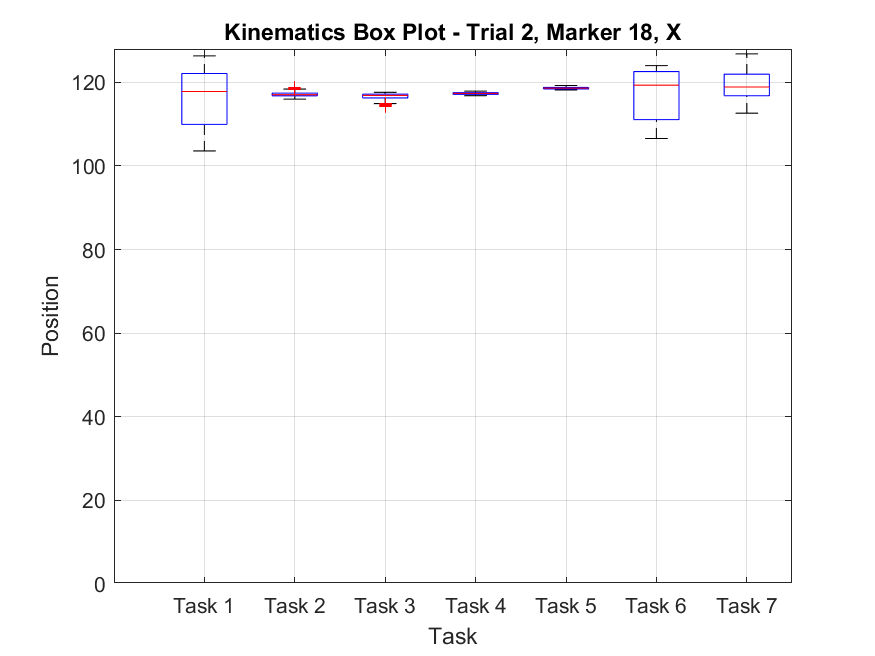 Kinematics Box Plot - Trial 2, Marker 18, X
120
100
80
60
40
20
0
Position
Task 1 Task 2 Task 3 Task 4 Task 5 Task 6 Task 7
Task